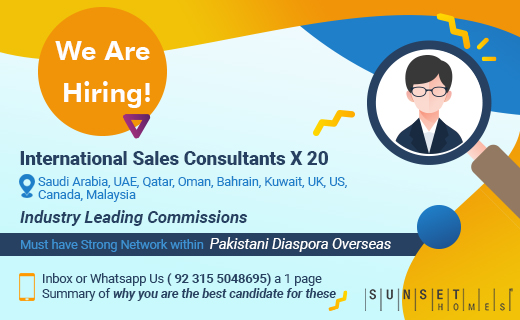 We Are
Hiring!
International Sales Consultants X 20
Saudi Arabia, UAE, Qatar, Oman, Bahrain, Kuwait, UK, US,
Canada, Malaysia
Industry Leading Commissions
Must have Strong Network within Pakistani Diaspora Overseas
Inbox or Whatsapp Us ( 92 315 5048695) a 1 page
Summary of why you are the best candidate for these
SUNSET
HOMES